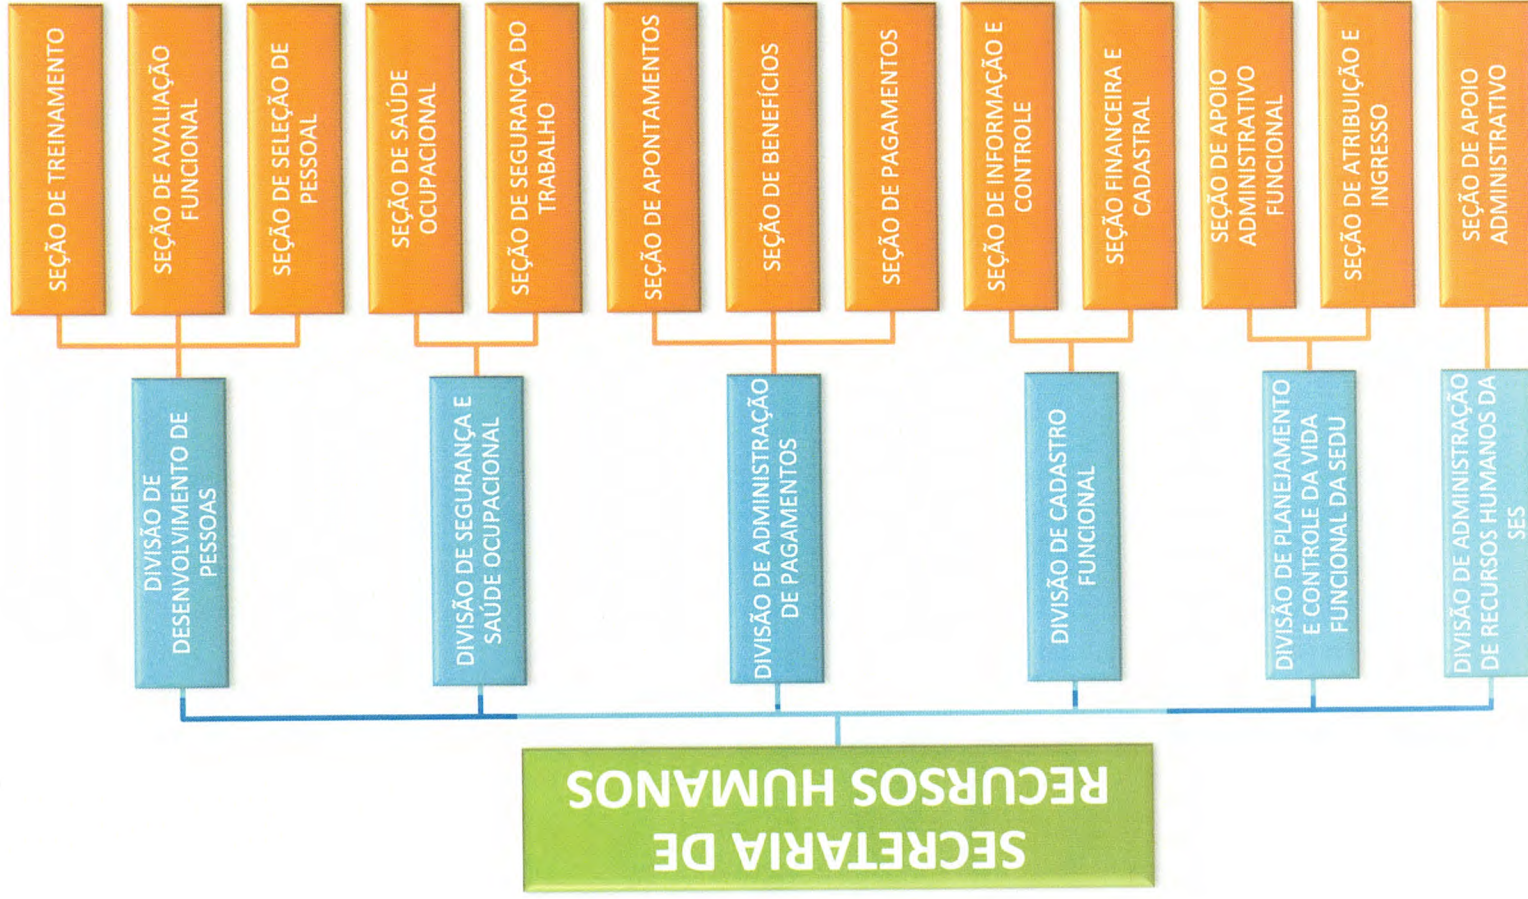 SECRETARIA DE
RECURSOS HUMANOS
DIVISÃO DE
DESENVOLVIMENTO DE
PESSOAS
SEÇÃO DE TREINAMENTO
SEÇÃO DE AVALIAÇÃO
FUNCIONAL
SEÇÃO DE SELEÇÃO DE
PESSOAL
DIVISÃO DE SEGURANÇA E
SAÚDE OCUPACIONAL
SEÇÃO DE SAÚDE
OCUPACIONAL
SEÇÃO DE SEGURANÇA DO
TRABALHO
DIVISÃO DE ADMINISTRAÇÃO
DE PAGAMENTOS
SEÇÃO DE APONTAMENTOS
SEÇÃO DE BENEFÍCIOS
SEÇÃO DE PAGAMENTOS
DIVISÃO DE CADASTRO
FUNCIONAL
SEÇÃO DE INFORMAÇÃO E
CONTROLE
SEÇÃO FINANCEIRA E
CADASTRAL
DIVISÃO DE PLANEJAMENTO
E CONTROLE DA VIDA
FUNCIONAL DA SEDU
SEÇÃO DE APOIO
ADMINISTRATIVO
FUNCIONAL
SEÇÃO DE ATRIBUIÇÃO E
INGRESSO
DIVISÃO DE ADMINISTRAÇÃO
DE RECURSOS HUMANOS DA
SES
SEÇÃO DE APOIO
ADMINISTRATIVO